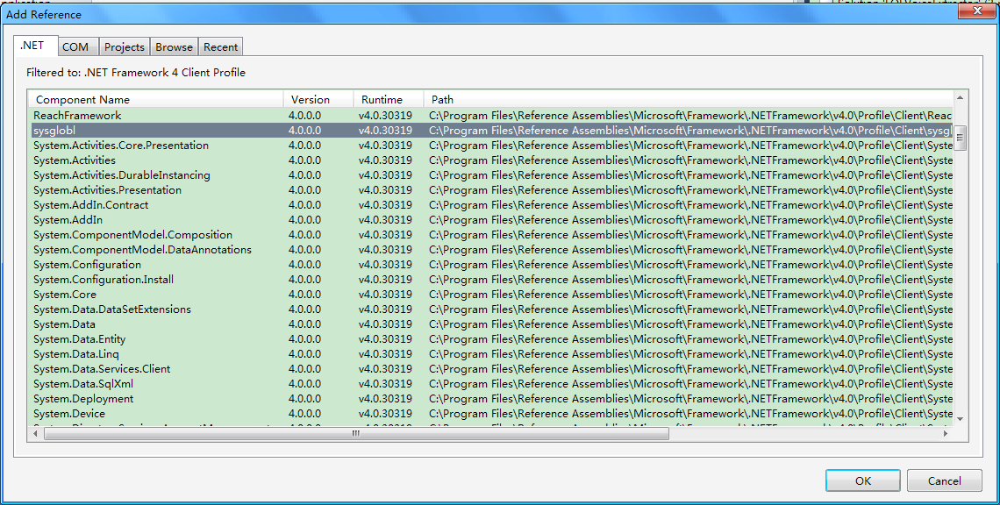 Add Reference
.NET COM Projects Browse Recent
Filtered to: .NET Framework 4 Client Profile
Component Name Version Runtime Path
ReachFramework 4.0.0.0 v4.0.30319 C:\Program Files\Reference Assemblies\Microsoft\Framework\.NETFramework\v4.0\Profile\Client\Reac
sysglobl 4.0.0.0 v4.0.30319 C:\Program Files\Reference Assemblies\Microsoft\Framework\.NETFramework\v4.0\Profile\Client\sysgl
System.Activities.Core.Presentation 4.0.0.0 v4.0.30319 C:\Program Files\Reference Assemblies\Microsoft\Framework\.NETFramework\v4.0\Profile\Client\Syste
System.Activities 4.0.0.0 v4.0.30319 C:\Program Files\Reference Assemblies\Microsoft\Framework\.NETFramework\v4.0\Profile\Client\Syste
System.Activities.DurableInstancing 4.0.0.0 v4.0.30319 C:\Program Files\Reference Assemblies\Microsoft\Framework\.NETFramework\v4.0\Profile\Client\Syste
System.Activities.Presentation 4.0.0.0 v4.0.30319 C:\Program Files\Reference Assemblies\Microsoft\Framework\.NETFramework\v4.0\Profile\Client\Syste
System.AddIn.Contract 4.0.0.0 v4.0.30319 C:\Program Files\Reference Assemblies\Microsoft\Framework\.NETFramework\v4.0\Profile\Client\Syste
System.AddIn 4.0.0.0 v4.0.30319 C:\Program Files\Reference Assemblies\Microsoft\Framework\.NETFramework\v4.0\Profile\Client\Syste
System.ComponentModel.Composition 4.0.0.0 v4.0.30319 C:\Program Files\Reference Assemblies\Microsoft\Framework\.NETFramework\v4.0\Profile\Client\Syste
System.ComponentModel.DataAnnotations 4.0.0.0 v4.0.30319 C:\Program Files\Reference Assemblies\Microsoft\Framework\.NETFramework\v4.0\Profile\Client\Syste
System.Configuration 4.0.0.0 v4.0.30319 C:\Program Files\Reference Assemblies\Microsoft\Framework\.NETFramework\v4.0\Profile\Client\Syste
System.Configuration.Install 4.0.0.0 v4.0.30319 C:\Program Files\Reference Assemblies\Microsoft\Framework\.NETFramework\v4.0\Profile\Client\Syste
System.Core 4.0.0.0 v4.0.30319 C:\Program Files\Reference Assemblies\Microsoft\Framework\.NETFramework\v4.0\Profile\Client\Syste
System.Data.DataSetExtensions 4.0.0.0 v4.0.30319 C:\Program Files\Reference Assemblies\Microsoft\Framework\.NETFramework\v4.0\Profile\Client\Syste
System.Data 4.0.0.0 v4.0.30319 C:\Program Files\Reference Assemblies\Microsoft\Framework\.NETFramework\v4.0\Profile\Client\Syste
System.Data.Entity 4.0.0.0 v4.0.30319 C:\Program Files\Reference Assemblies\Microsoft\Framework\.NETFramework\v4.0\Profile\Client\Syste
System.Data.Linq 4.0.0.0 v4.0.30319 C:\Program Files\Reference Assemblies\Microsoft\Framework\.NETFramework\v4.0\Profile\Client\Syste
System.Data.Services.Client 4.0.0.0 v4.0.30319 C:\Program Files\Reference Assemblies\Microsoft\Framework\.NETFramework\v4.0\Profile\Client\Syste
System.Data.SqlXml 4.0.0.0 v4.0.30319 C:\Program Files\Reference Assemblies\Microsoft\Framework\.NETFramework\v4.0\Profile\Client\Syste
System.Deployment 4.0.0.0 v4.0.30319 C:\Program Files\Reference Assemblies\Microsoft\Framework\.NETFramework\v4.0\Profile\Client\Syste
System.Device 4.0.0.0 v4.0.30319 C:\Program Files\Reference Assemblies\Microsoft\Framework\.NETFramework\v4.0\Profile\Client\Syste
OK Cancel